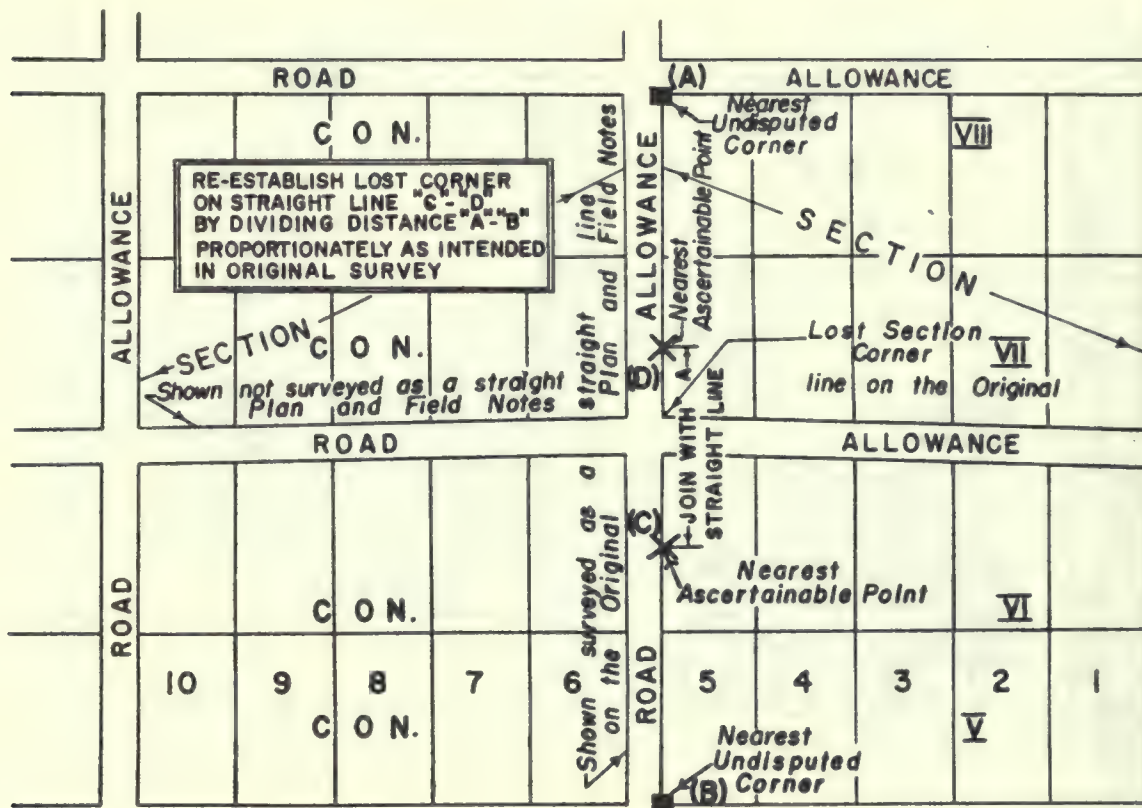 ROAD
ALLOWANCE
(A)
Nearest
Undisputed
Corner
VIII
C O N.
RE-ESTABLISH LOST CORNER
ON STRAIGHT LINE "C"-"D"
BY DIVIDING DISTANCE "A"-"B"
PROPORTIONATELY AS INTENDED
IN ORIGINAL SURVEY
ALLOWANCE
straight line
Plan and Field Notes
ALLOWANCE
Nearest
Ascertainable Point
SECTION
SECTION
C O N.
(D)
Lost Section
Corner
VII
Shown not surveyed as a straight
line on the Original
Plan and Field Notes
ROAD
ALLOWANCE
A
JOIN WITH
STRAIGHT LINE
(C)
Nearest
Ascertainable Point
ROAD
C O N.
VI
Shown surveyed as a
on the Original
ROAD
10 9 8 7 6 5 4 3 2 1
C O N.
V
Nearest
Undisputed
Corner
(B)